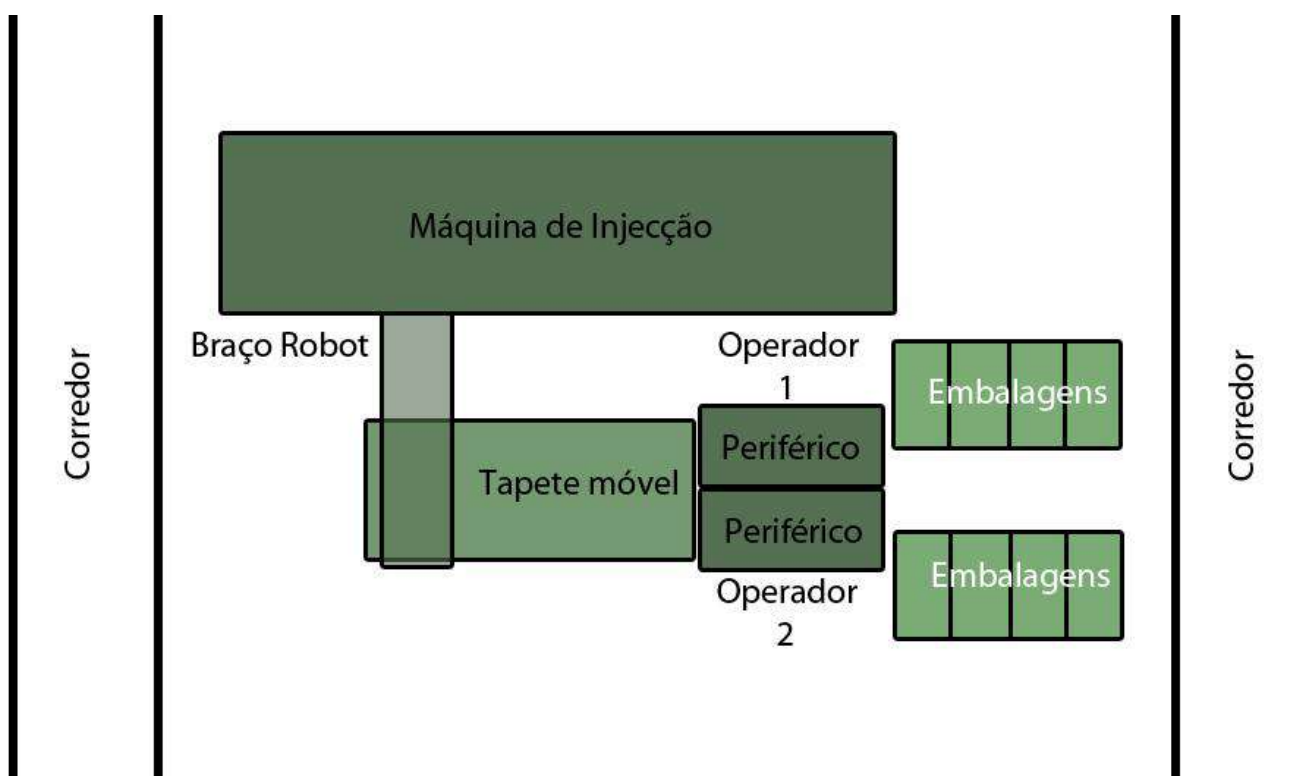 Máquina de Injecção
Braço Robot
Operador
1
Embalagens
Periférico
Tapete móvel
Periférico
Embalagens
Operador
2
Corredor
Corredor